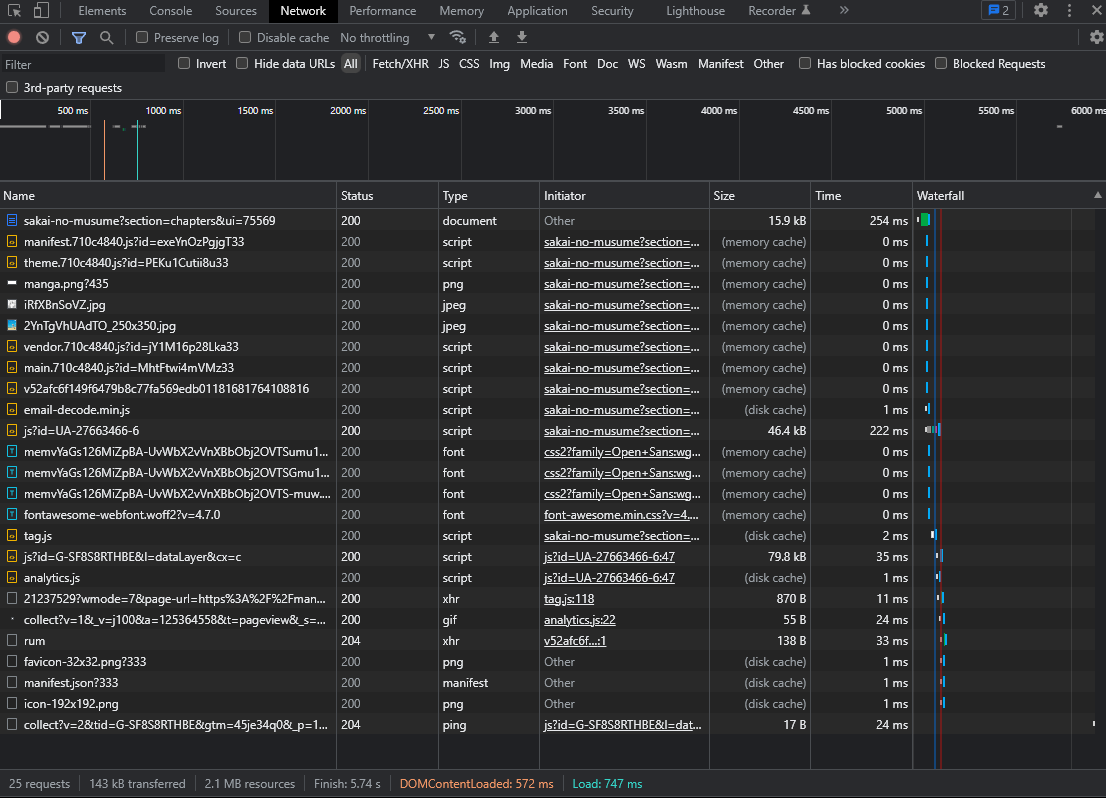 Elements Console Sources Network Performance Memory Application Security Lighthouse Recorder 2
Preserve log Disable cache No throttling
Filter Invert Hide data URLs All Fetch/XHR JS CSS Img Media Font Doc WS Wasm Manifest Other Has blocked cookies Blocked Requests
3rd-party requests
500 ms 1000 ms 1500 ms 2000 ms 2500 ms 3000 ms 3500 ms 4000 ms 4500 ms 5000 ms 5500 ms 6000 ms
Name Status Type Initiator Size Time Waterfall
sakai-no-musume?section=chapters&ui=75569 200 document Other 15.9 kB 254 ms
manifest.710c4840.js?id=exeYnOzPgjgT33 200 script sakai-no-musume?section=... (memory cache) 0 ms
theme.710c4840.js?id=PEKu1Cutii8u33 200 script sakai-no-musume?section=... (memory cache) 0 ms
manga.png?435 200 png sakai-no-musume?section=... (memory cache) 0 ms
iRfXBnSoVZ.jpg 200 jpeg sakai-no-musume?section=... (memory cache) 0 ms
2YnTgVhUAdTO_250x350.jpg 200 jpeg sakai-no-musume?section=... (memory cache) 0 ms
vendor.710c4840.js?id=jY1M16p28Lka33 200 script sakai-no-musume?section=... (memory cache) 0 ms
main.710c4840.js?id=MhtFtwi4mVMz33 200 script sakai-no-musume?section=... (memory cache) 0 ms
v52afc6f149f6479b8c77fa569edb01181681764108816 200 script sakai-no-musume?section=... (memory cache) 0 ms
email-decode.min.js 200 script sakai-no-musume?section=... (disk cache) 1 ms
js?id=UA-27663466-6 200 script sakai-no-musume?section=... 46.4 kB 222 ms
memvYaGs126MiZpBA-UvWbX2vVnXBbObj2OVTSumu1... 200 font css2?family=Open+Sans:wg... (memory cache) 0 ms
memvYaGs126MiZpBA-UvWbX2vVnXBbObj2OVTSGmu1... 200 font css2?family=Open+Sans:wg... (memory cache) 0 ms
memvYaGs126MiZpBA-UvWbX2vVnXBbObj2OVTS-muw... 200 font css2?family=Open+Sans:wg... (memory cache) 0 ms
fontawesome-webfont.woff2?v=4.7.0 200 font font-awesome.min.css?v=4.... (memory cache) 0 ms
tag.js 200 script sakai-no-musume?section=... (disk cache) 2 ms
js?id=G-SF8S8RTHBE&l=dataLayer&cx=c 200 script js?id=UA-27663466-6:47 79.8 kB 35 ms
analytics.js 200 script js?id=UA-27663466-6:47 (disk cache) 1 ms
21237529?wmode=7&page-url=https%3A%2F%2Fman... 200 xhr tag.js:118 870 B 11 ms
collect?v=1&_v=j100&a=125364558&t=pageview&_s=... 200 gif analytics.js:22 55 B 24 ms
rum 204 xhr v52afc6f...:1 138 B 33 ms
favicon-32x32.png?333 200 png Other (disk cache) 1 ms
manifest.json?333 200 manifest Other (disk cache) 1 ms
icon-192x192.png 200 png Other (disk cache) 1 ms
collect?v=2&tid=G-SF8S8RTHBE&gtm=45je34q0&_p=1... 204 ping js?id=G-SF8S8RTHBE&l=dat... 17 B 24 ms
25 requests 143 kB transferred 2.1 MB resources Finish: 5.74 s DOMContentLoaded: 572 ms Load: 747 ms